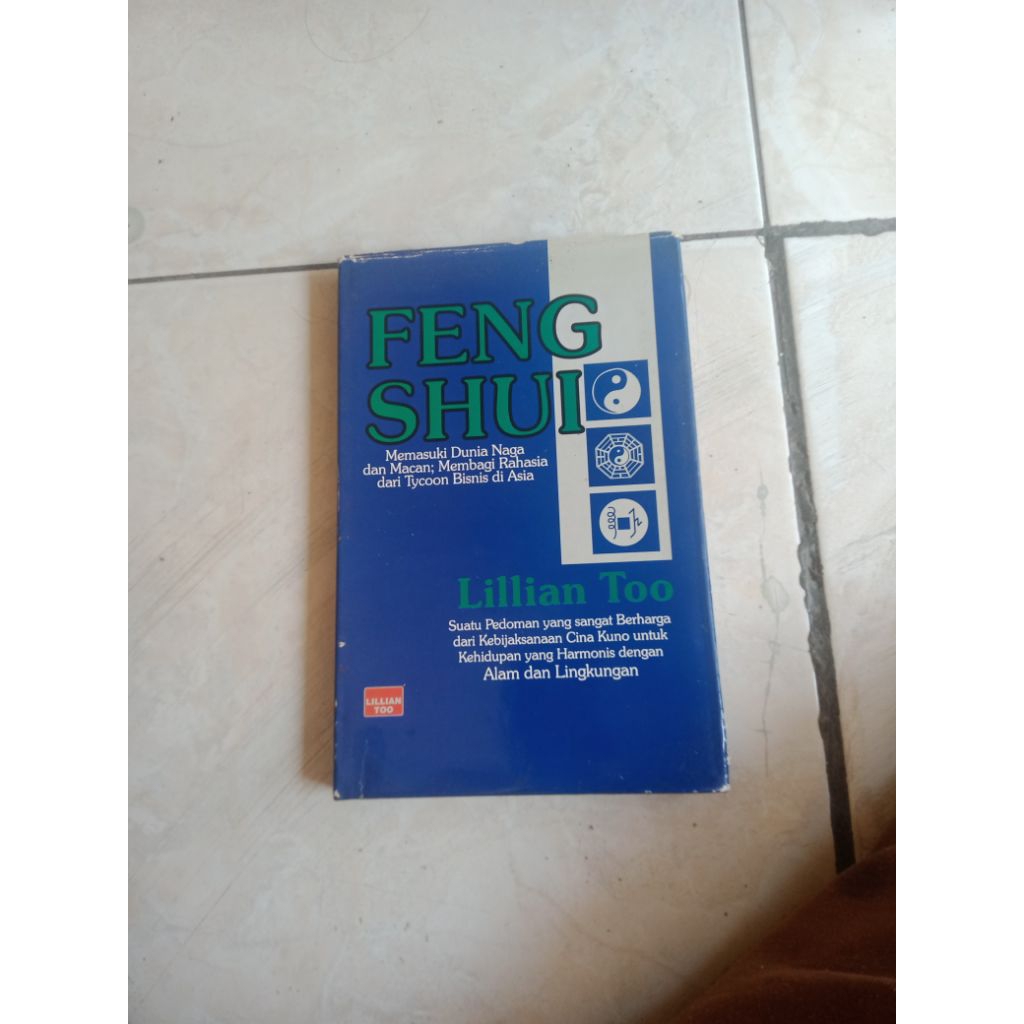 FENG
SHUI
Memasuki Dunia Naga
dan Macan; Membagi Rahasia
dari Tycoon Bisnis di Asia
Lillian Too
Suatu Pedoman yang sangat Berharga
dari Kebijaksanaan Cina Kuno untuk
Kehidupan yang Harmonis dengan
Alam dan Lingkungan
LILLIAN
TOO